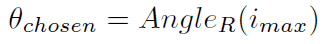 θ_{chosen} = Angle_R(i_{max})